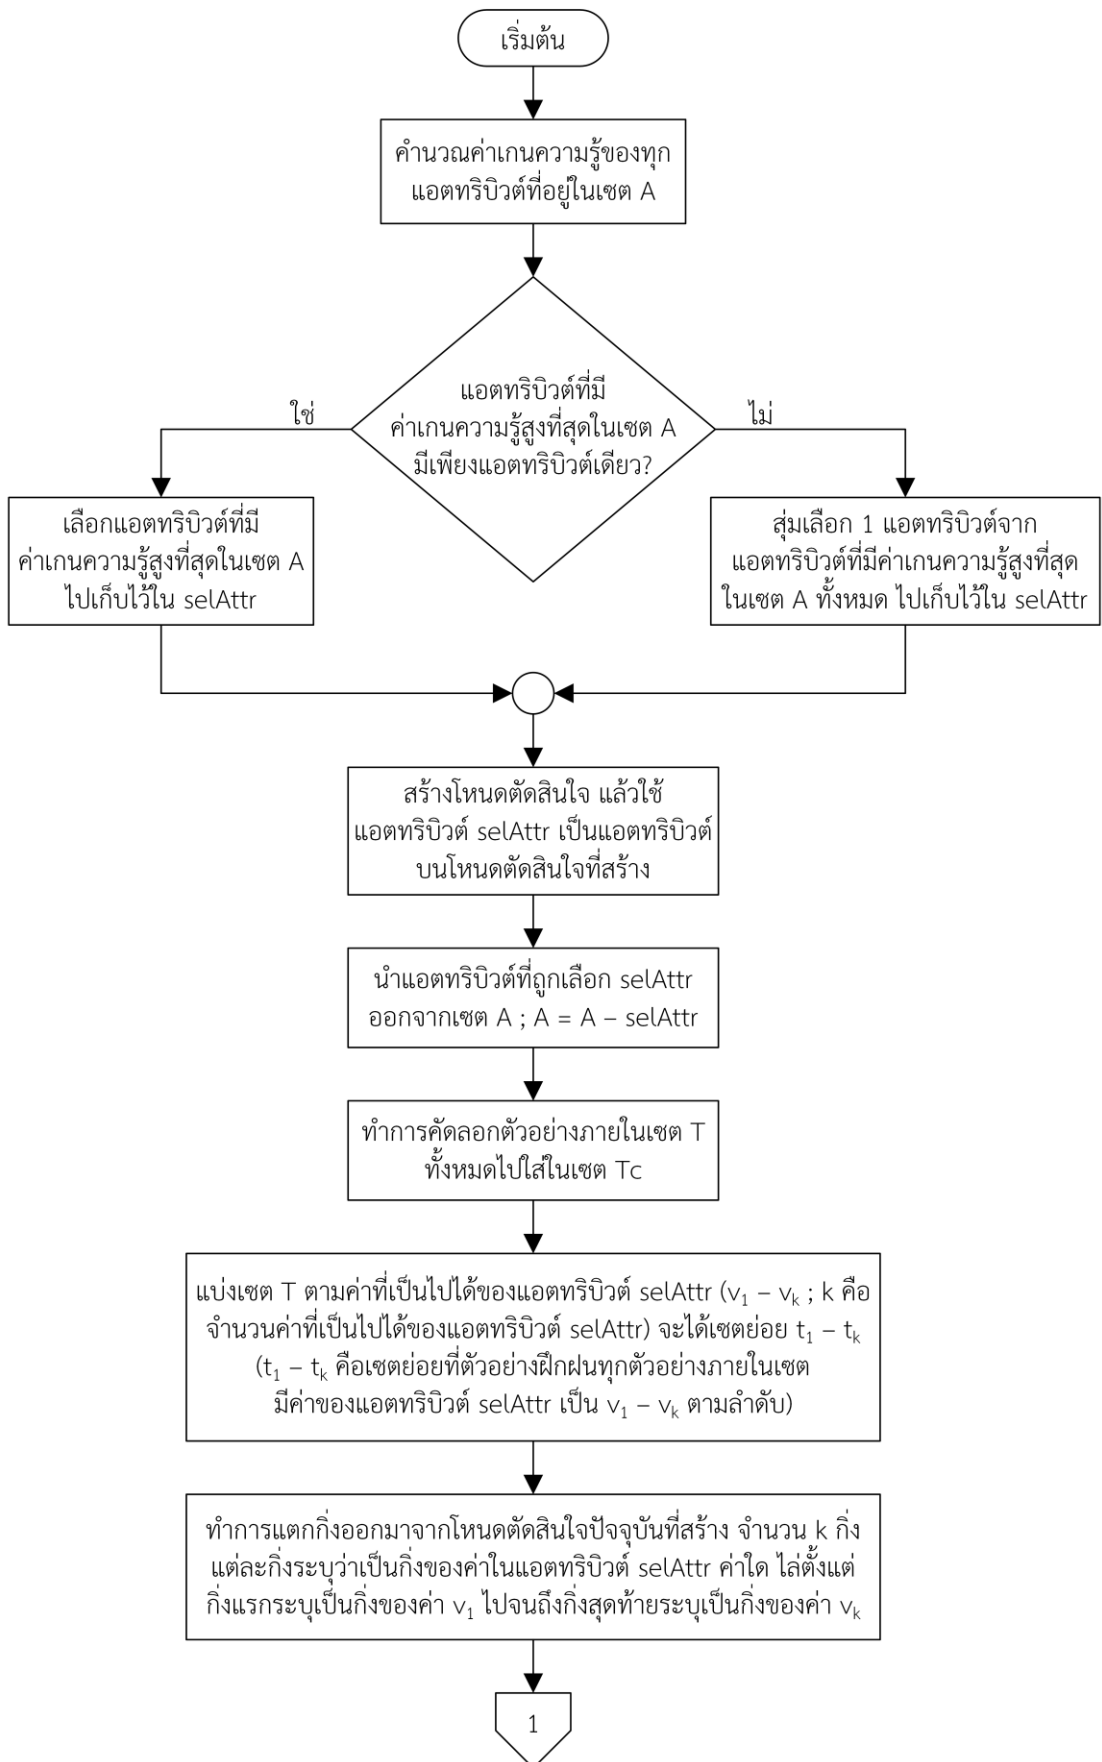 เริ่มต้น
คำนวณค่าเกนความรู้ของทุก
แอตทริบิวต์ที่อยู่ในเซต A
แอตทริบิวต์ที่มี
ค่าเกนความรู้สูงที่สุดในเซต A
มีเพียงแอตทริบิวต์เดียว?
ใช่
ไม่
เลือกแอตทริบิวต์ที่มี
ค่าเกนความรู้สูงที่สุดในเซต A
ไปเก็บไว้ใน selAttr
สุ่มเลือก 1 แอตทริบิวต์จาก
แอตทริบิวต์ที่มีค่าเกนความรู้สูงที่สุด
ในเซต A ทั้งหมด ไปเก็บไว้ใน selAttr
สร้างโหนดตัดสินใจ แล้วใช้
แอตทริบิวต์ selAttr เป็นแอตทริบิวต์
บนโหนดตัดสินใจที่สร้าง
นำแอตทริบิวต์ที่ถูกเลือก selAttr
ออกจากเซต A ; A = A – selAttr
ทำการคัดลอกตัวอย่างภายในเซต T
ทั้งหมดไปใส่ในเซต Tc
แบ่งเซต T ตามค่าที่เป็นไปได้ของแอตทริบิวต์ selAttr (v₁ – vₖ ; k คือ
จำนวนค่าที่เป็นไปได้ของแอตทริบิวต์ selAttr) จะได้เซตย่อย t₁ – tₖ
(t₁ – tₖ คือเซตย่อยที่ตัวอย่างฝึกฝนทุกตัวอย่างภายในเซต
มีค่าของแอตทริบิวต์ selAttr เป็น v₁ – vₖ ตามลำดับ)
ทำการแตกกิ่งออกมาจากโหนดตัดสินใจปัจจุบันที่สร้าง จำนวน k กิ่ง
แต่ละกิ่งระบุว่าเป็นกิ่งของค่าในแอตทริบิวต์ selAttr ค่าใด ไล่ตั้งแต่
กิ่งแรกระบุเป็นกิ่งของค่า v₁ ไปจนถึงกิ่งสุดท้ายระบุเป็นกิ่งของค่า vₖ
1